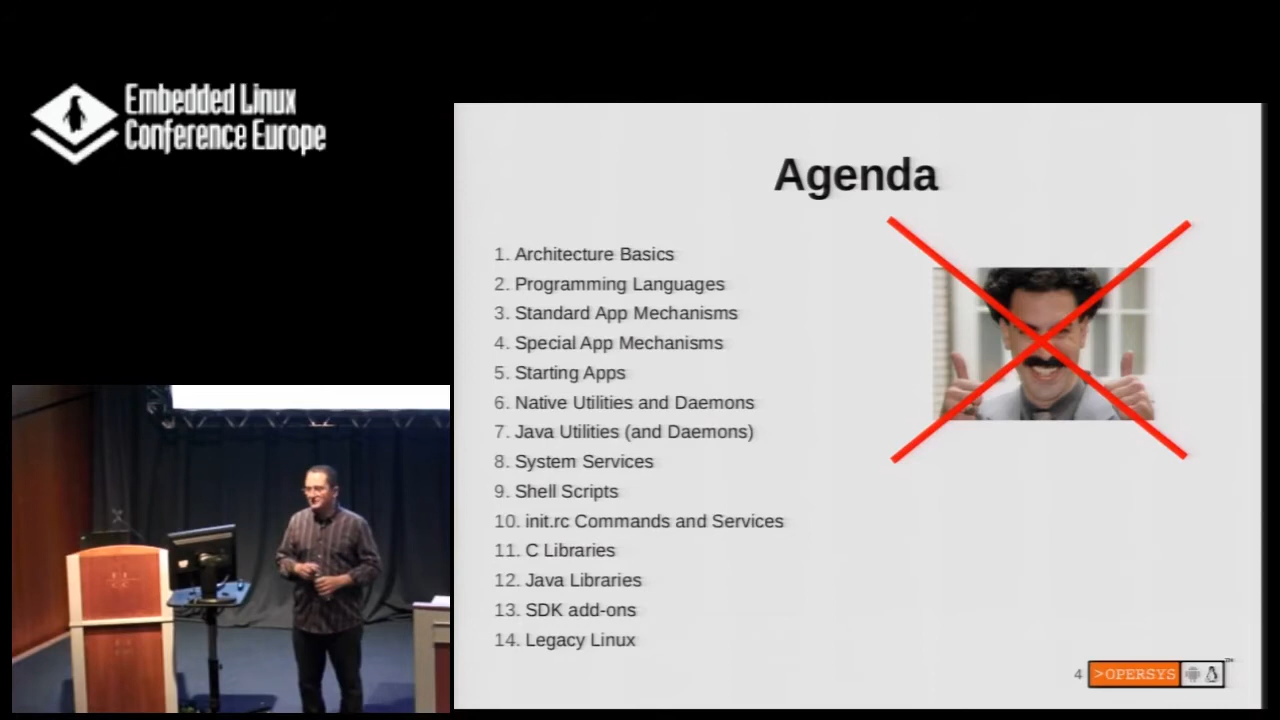 Embedded Linux
Conference Europe
Agenda
1. Architecture Basics
2. Programming Languages
3. Standard App Mechanisms
4. Special App Mechanisms
5. Starting Apps
6. Native Utilities and Daemons
7. Java Utilities (and Daemons)
8. System Services
9. Shell Scripts
10. init.rc Commands and Services
11. C Libraries
12. Java Libraries
13. SDK add-ons
14. Legacy Linux
4 >OPERSYS ™